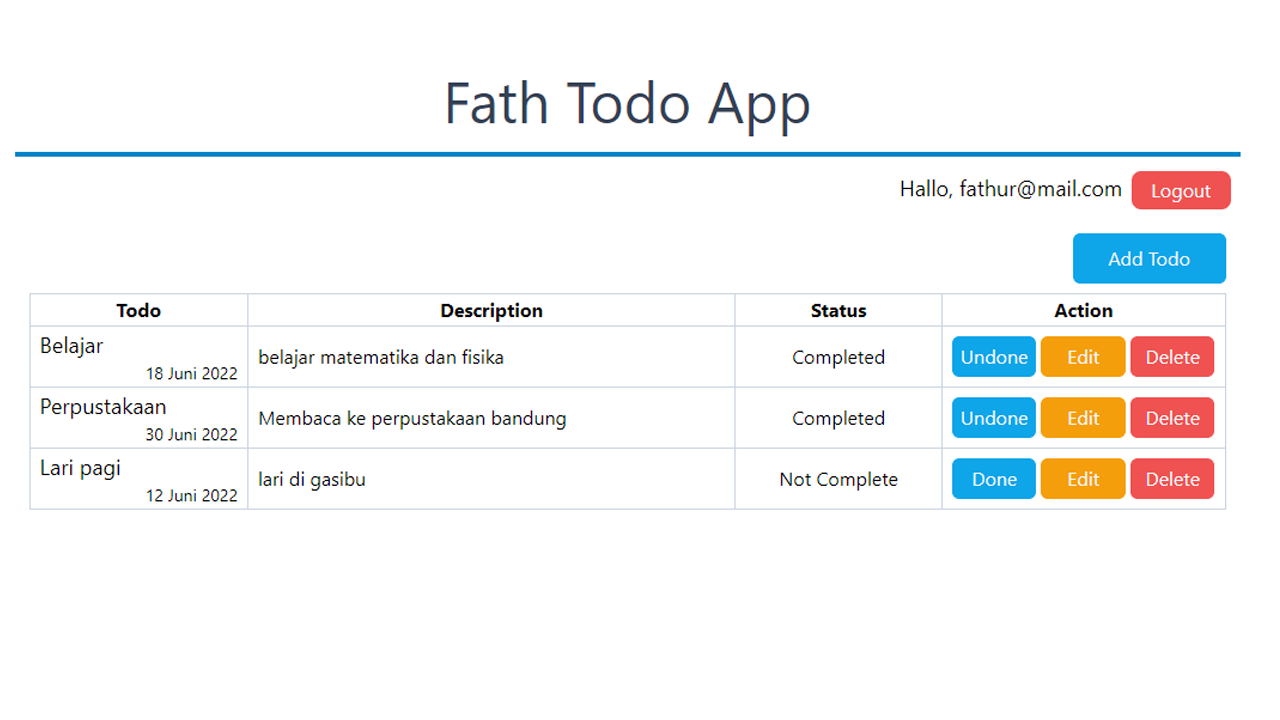 Fath Todo App
Hallo, fathur@mail.com Logout
Add Todo
Todo Description Status Action
Belajar
18 Juni 2022
belajar matematika dan fisika Completed Undone Edit Delete
Perpustakaan
30 Juni 2022
Membaca ke perpustakaan bandung Completed Undone Edit Delete
Lari pagi
12 Juni 2022
lari di gasibu Not Complete Done Edit Delete